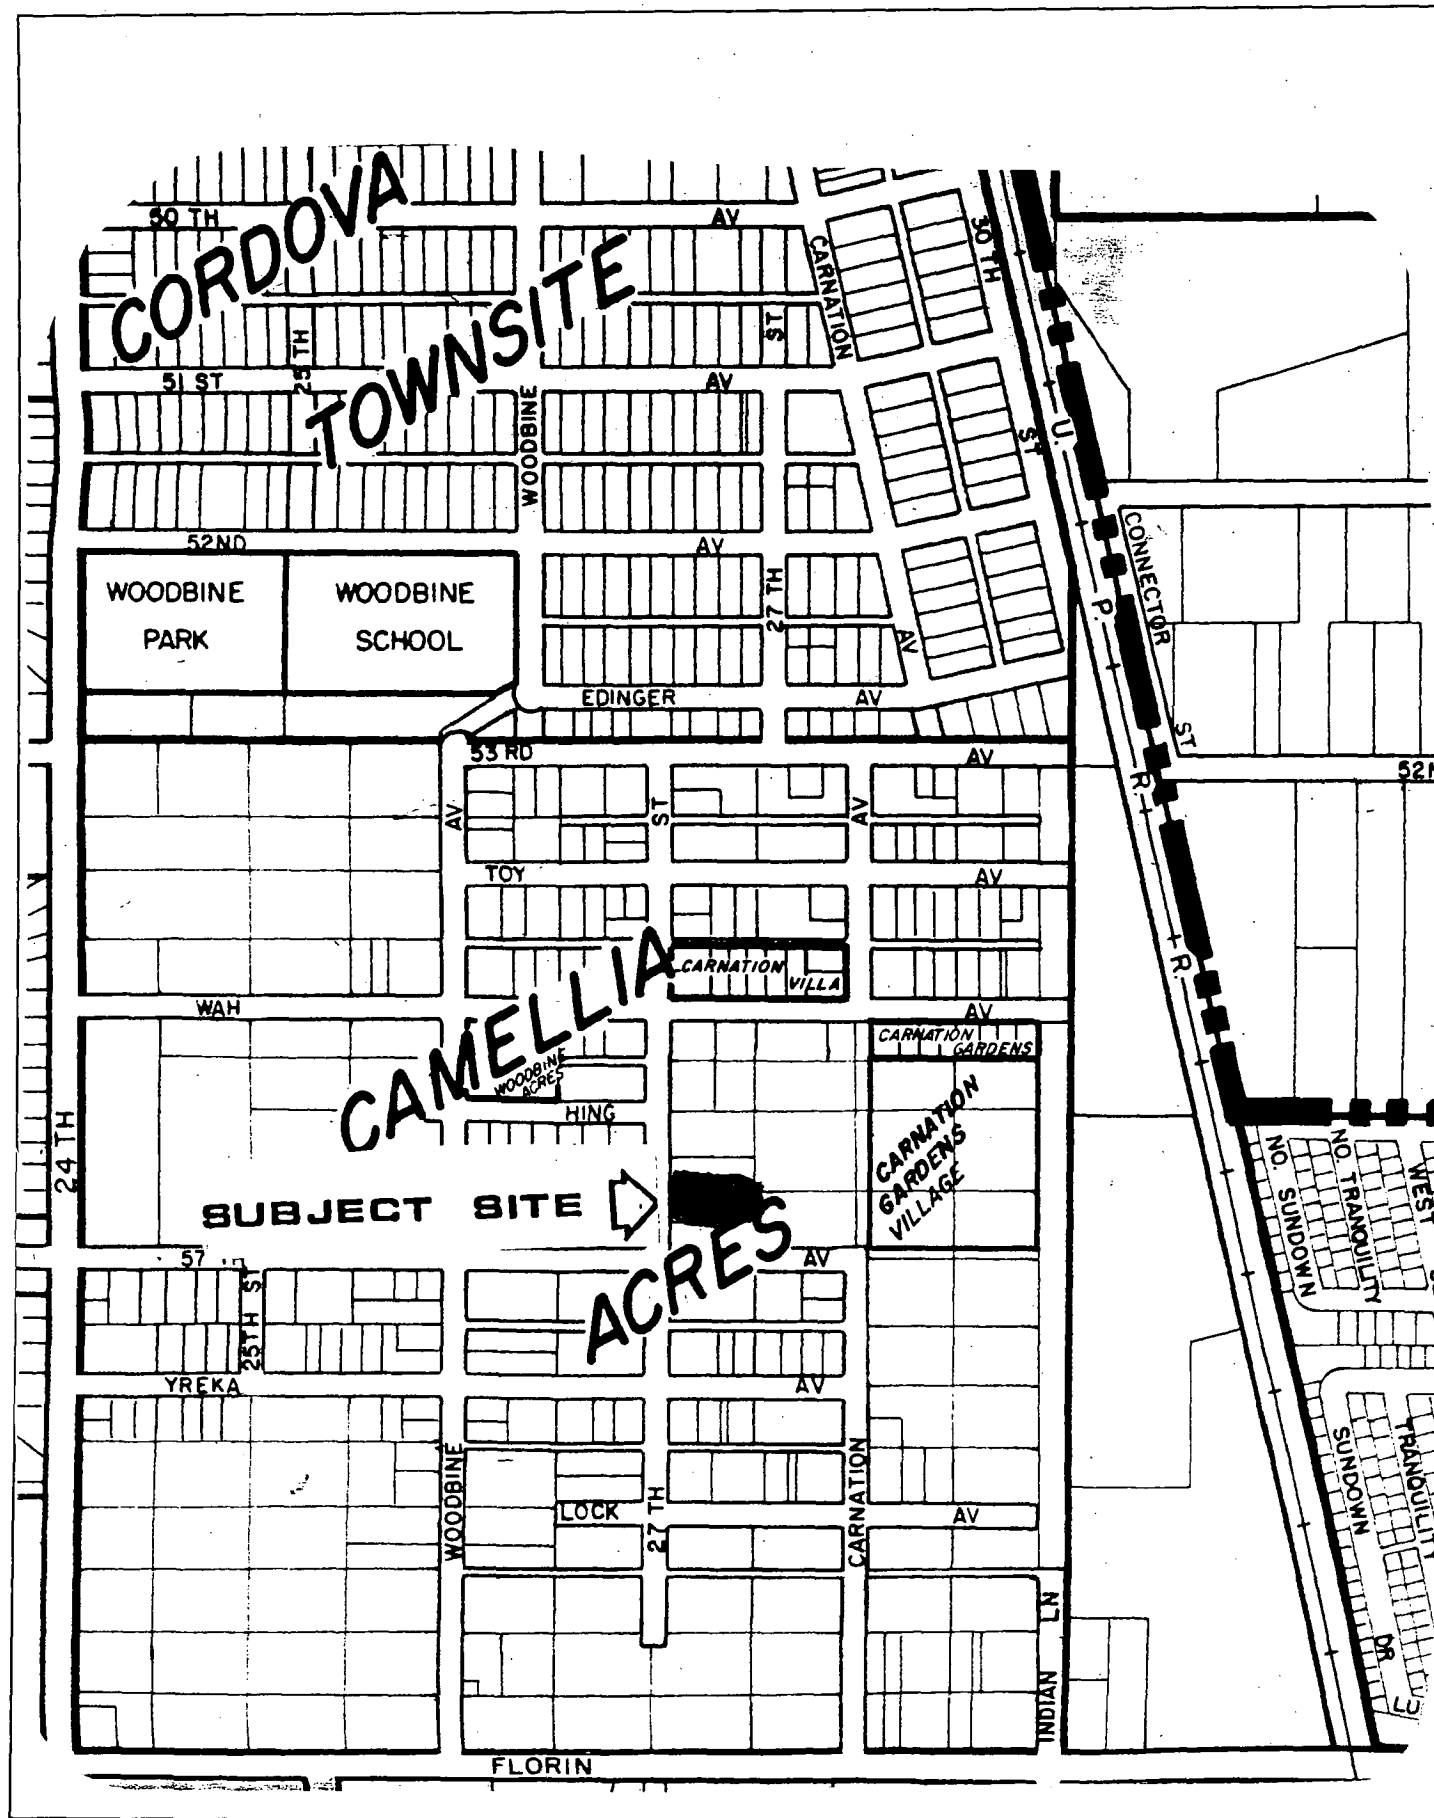 CORDOVA
TOWNSITE
50 TH AV
CARNATION
30 TH
ST
25 TH
51 ST AV
WOODBINE
ST
U. P. R. R.
52ND AV
CONNECTOR
ST
WOODBINE
PARK
WOODBINE
SCHOOL
27 TH
AV
EDINGER AV
53 RD AV
52
AV
ST
AV
TOY AV
CAMELLIA
ACRES
CARNATION
VILLA
WAH AV
CARNATION
GARDENS
WOODBINE
ACRES
HING
CARNATION
GARDENS
VILLAGE
24 TH
SUBJECT SITE
NO. SUNDOWN
NO. TRANQUILITY
WEST
57 AV
25TH ST
YREKA AV
WOODBINE
27 TH
CARNATION
LOCK AV
SUNDOWN
TRANQUILITY
DR
LU
INDIAN LN
FLORIN